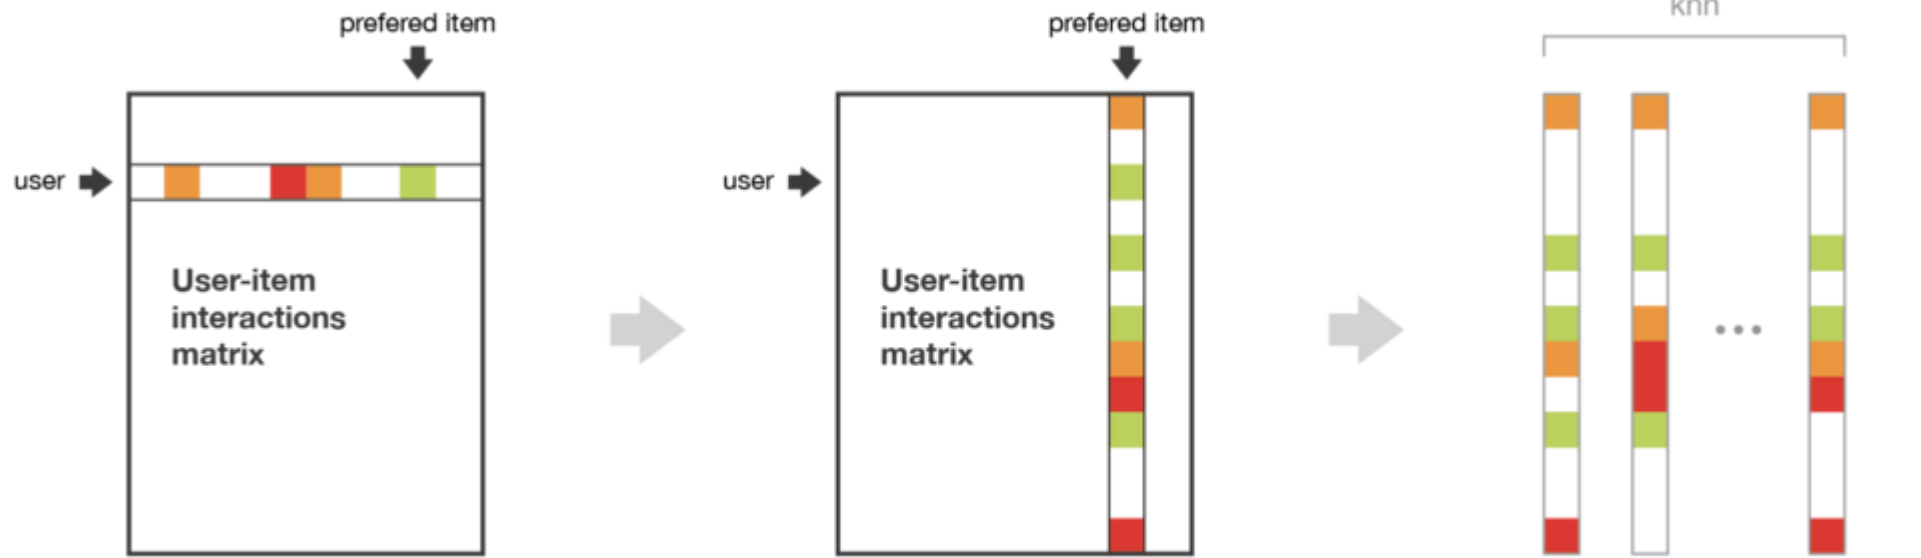 prefered item
user
User-item
interactions
matrix
prefered item
user
User-item
interactions
matrix
knn